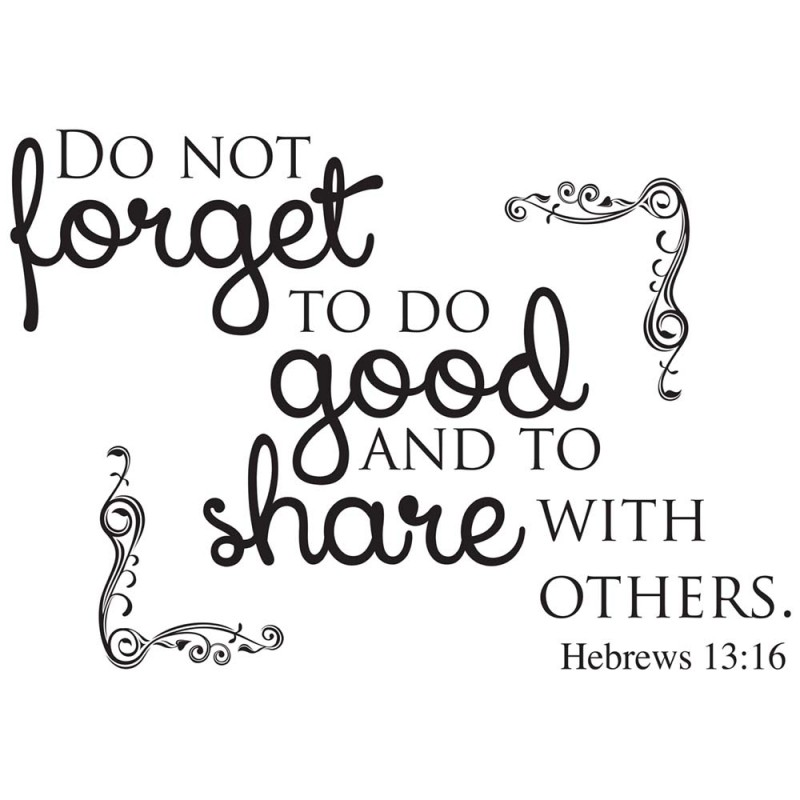 DO NOT
forget
TO DO
good
AND TO
share WITH
OTHERS.
Hebrews 13:16